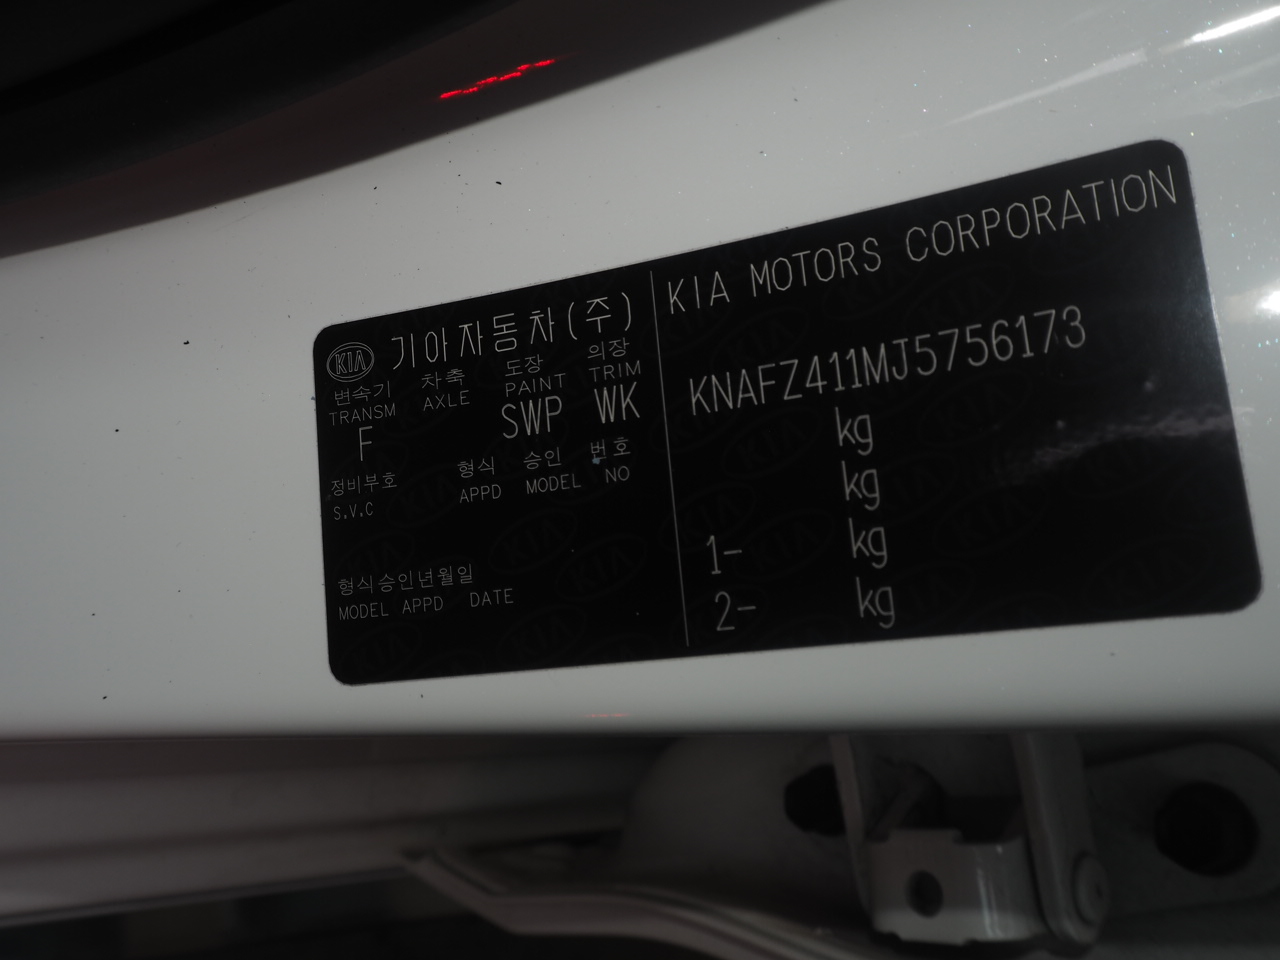 KIA 기아자동차(주)
변속기 차축 도장 의장
TRANSM AXLE PAINT TRIM
F SWP WK
정비부호 형식 승인 번호
S.V.C APPD MODEL NO
형식승인년월일
MODEL APPD DATE
KIA MOTORS CORPORATION
KNAFZ411MJ5756173
kg
kg
1- kg
2- kg